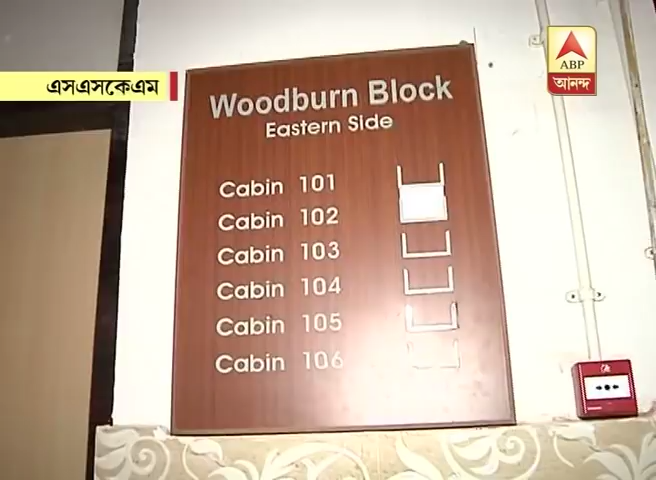 এসএসকেএম
ABP
আনন্দ
Woodburn Block
Eastern Side
Cabin 101
Cabin 102
Cabin 103
Cabin 104
Cabin 105
Cabin 106